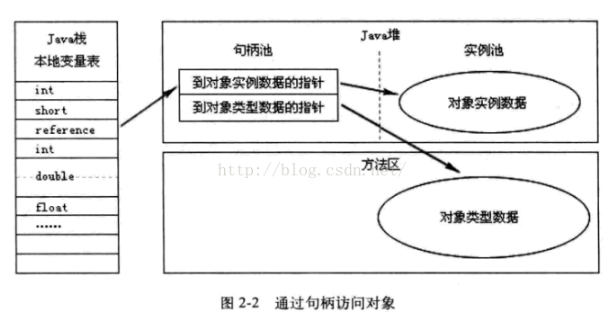 Java栈
本地变量表
int
short
reference
int
double
float
……
Java堆
句柄池
实例池
到对象实例数据的指针
到对象类型数据的指针
对象实例数据
http://blog.csdn.net/
方法区
对象类型数据
图 2-2 通过句柄访问对象